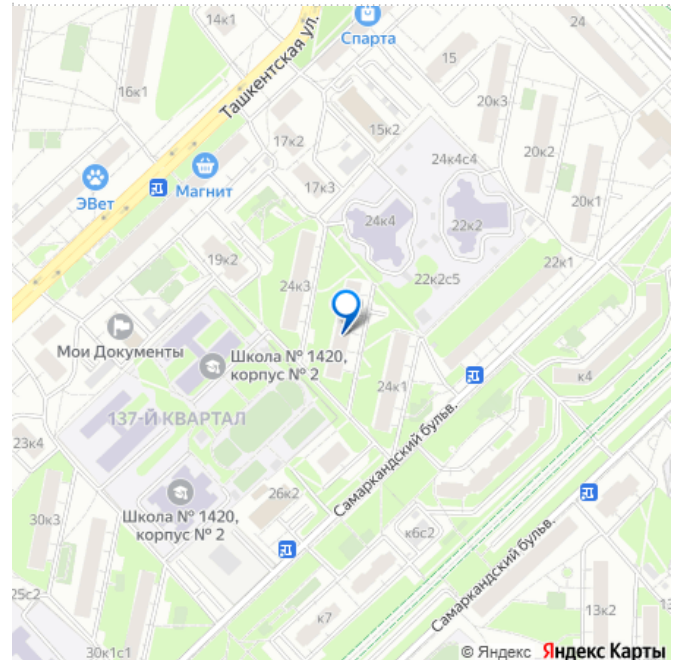 14к1
Спарта
24
Ташкентская ул.
15
16к1
20к3
15к2
17к2
20к2
24к4с4
ЭВет
Магнит
17к3
20к1
24к4
22к2
19к2
22к1
24к3
22к2с5
Мои Документы
Школа № 1420,
корпус № 2
24к1
к4
137-Й КВАРТАЛ
Самаркандский бульв.
23к4
26к2
Школа № 1420,
корпус № 2
30к3
к6с2
Самаркандский бульв.
25с2
13к2
к7
30к1с1
© Яндекс Яндекс Карты